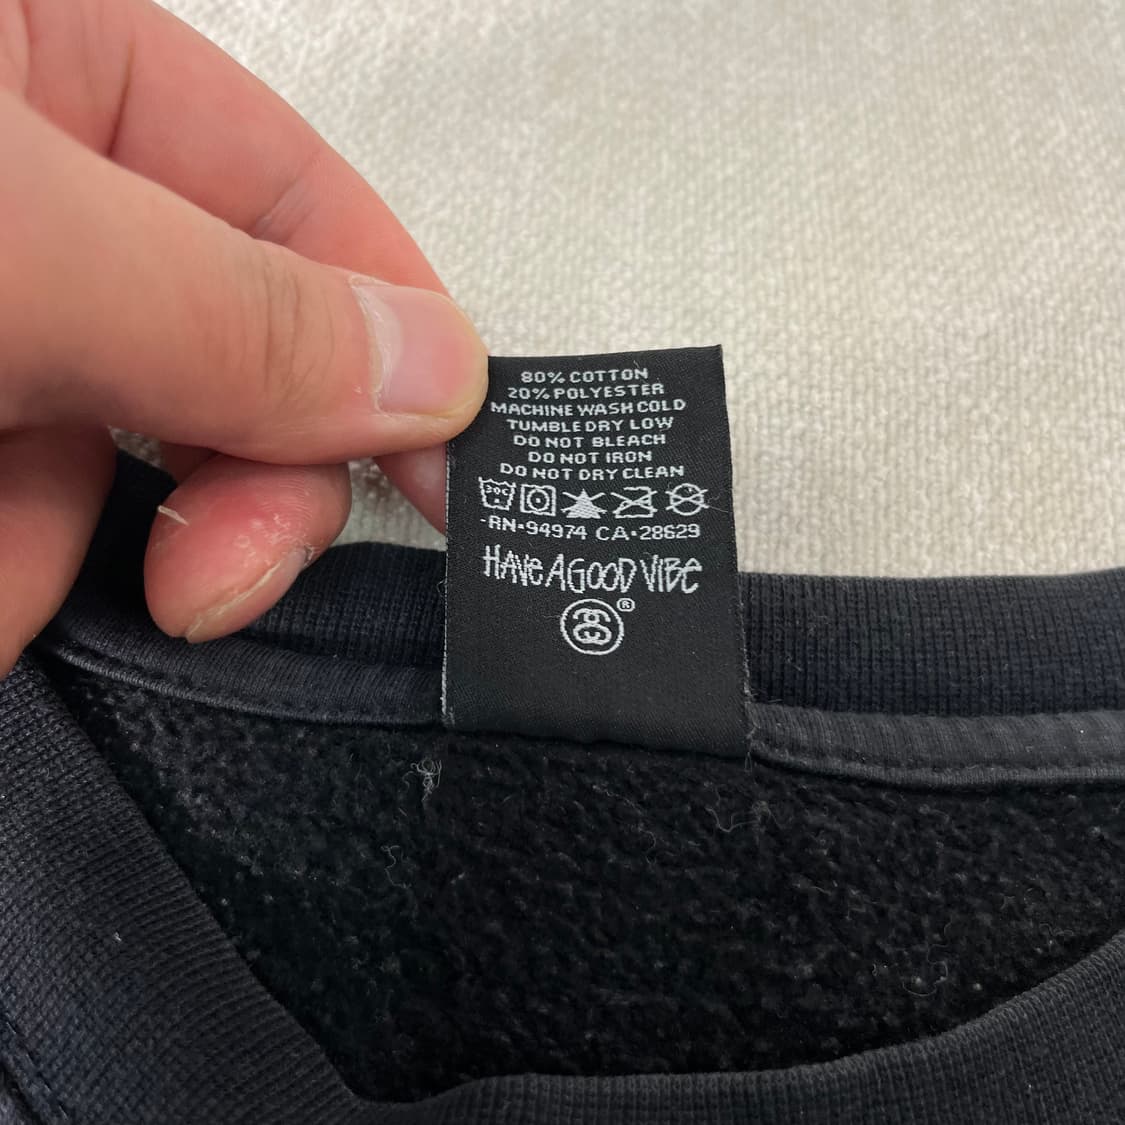 80% COTTON
20% POLYESTER
MACHINE WASH COLD
TUMBLE DRY LOW
DO NOT BLEACH
DO NOT IRON
DO NOT DRY CLEAN
30C
-RN•94974 CA•28629
HAVE A GOOD VIBE
®